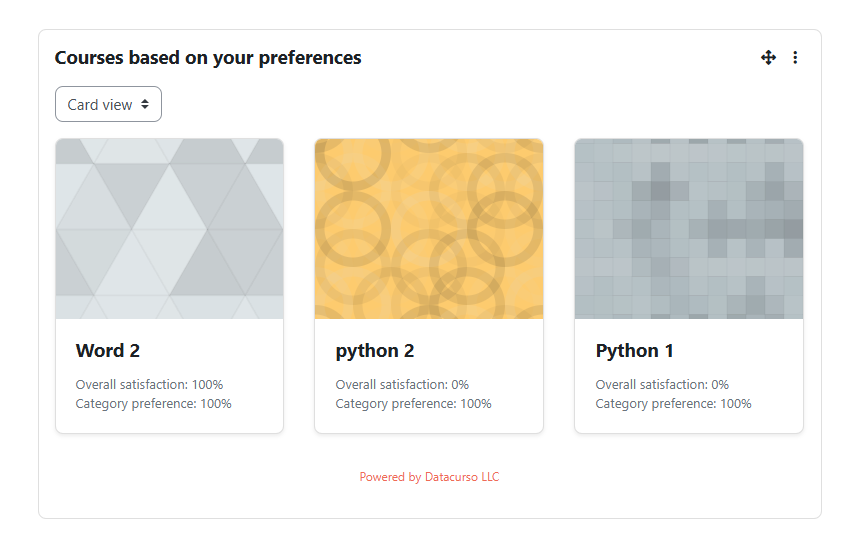 Courses based on your preferences
Card view
Word 2
Overall satisfaction: 100%
Category preference: 100%
python 2
Overall satisfaction: 0%
Category preference: 100%
Python 1
Overall satisfaction: 0%
Category preference: 100%
Powered by Datacurso LLC